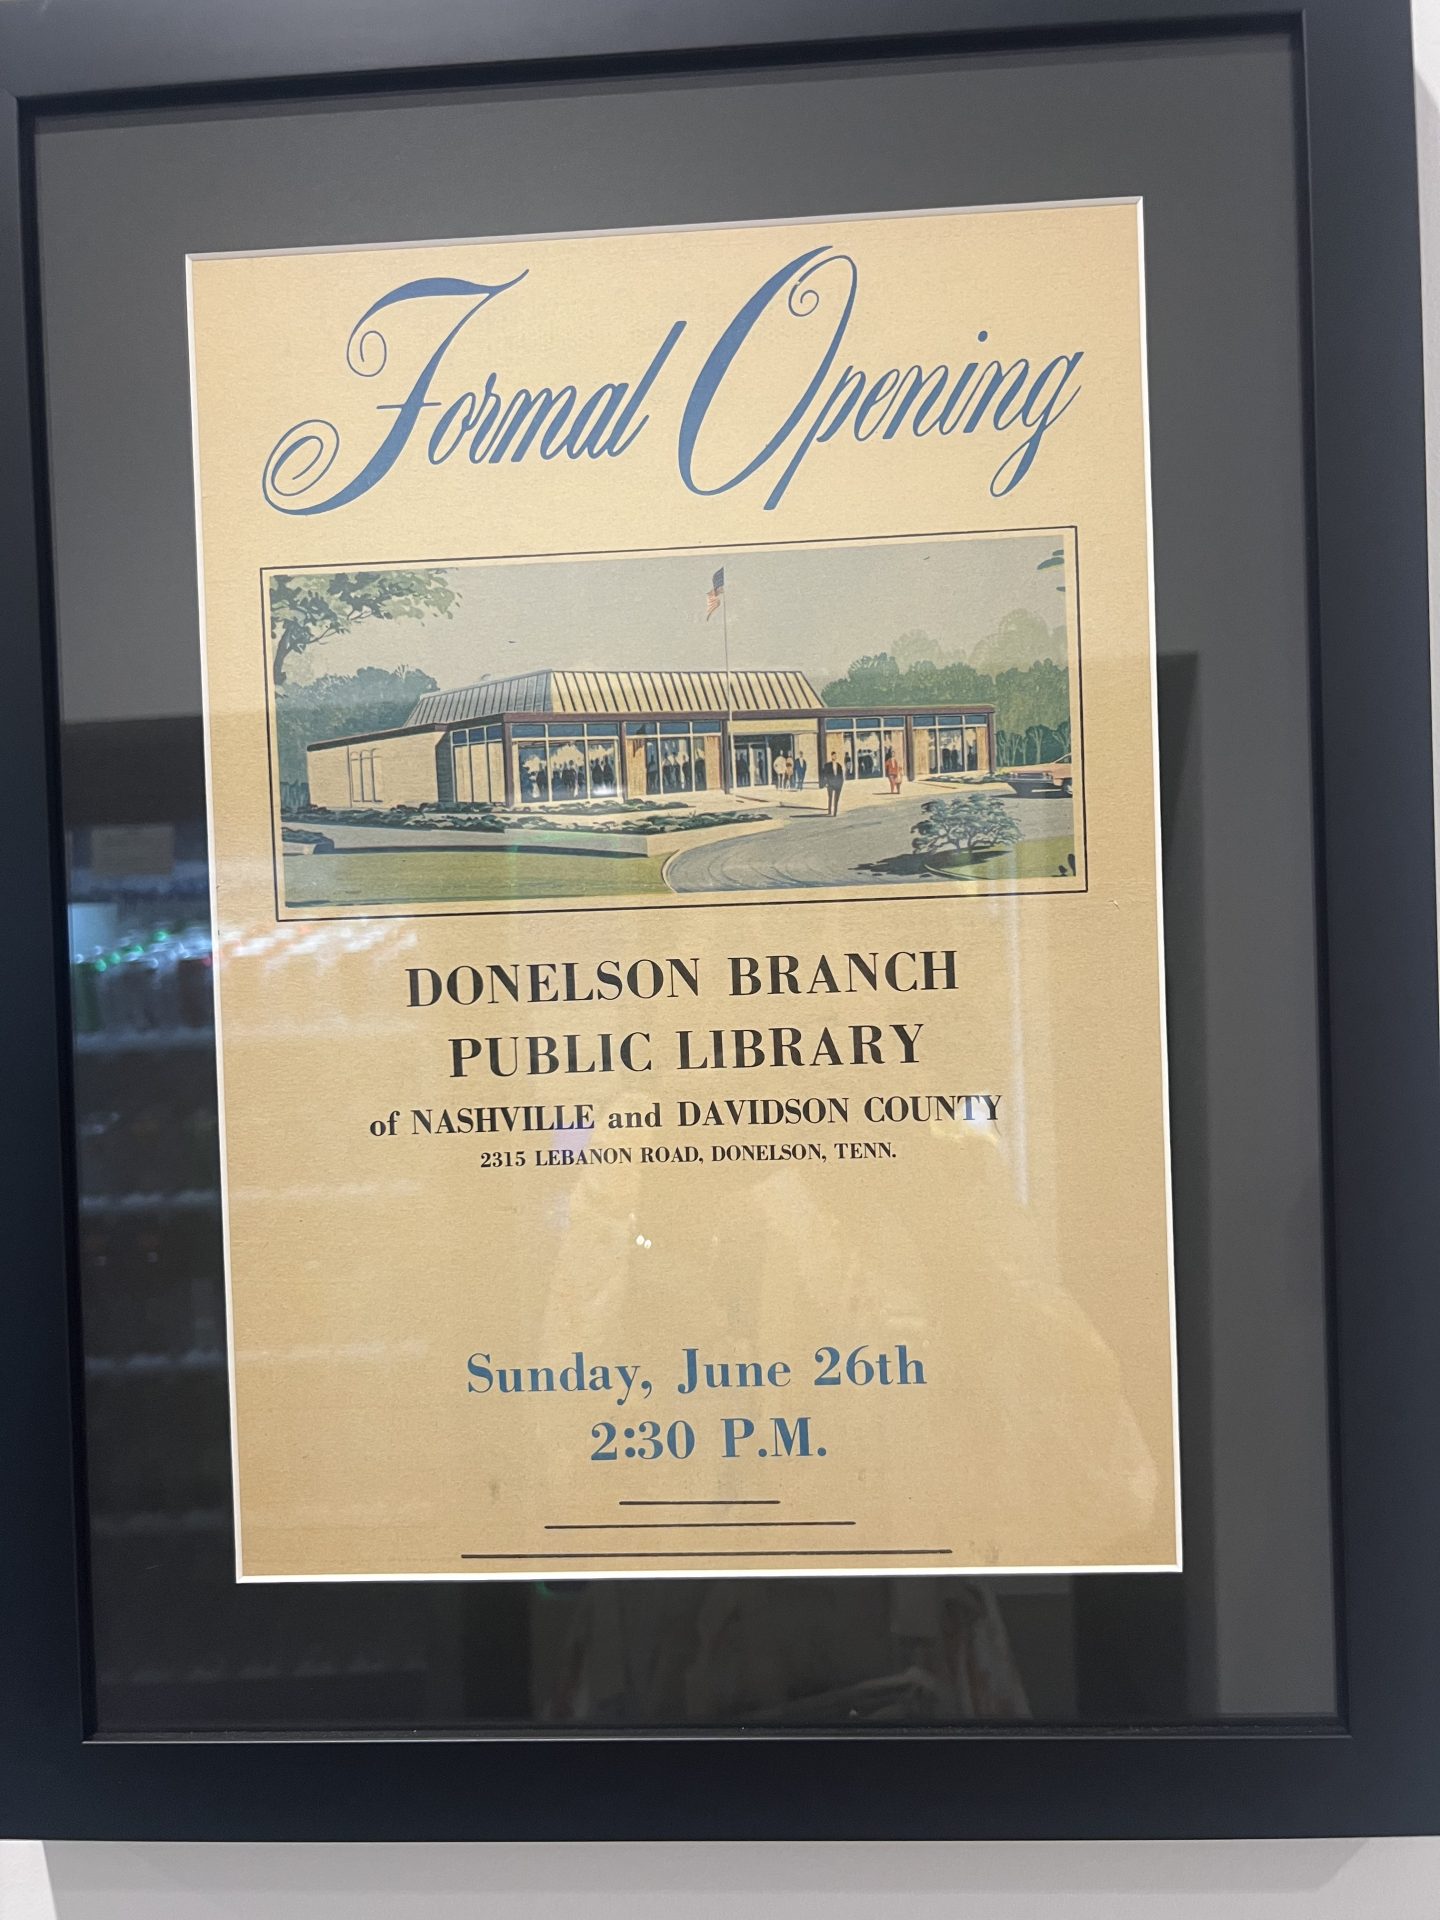 Formal Opening
DONELSON BRANCH
PUBLIC LIBRARY
of NASHVILLE and DAVIDSON COUNTY
2315 LEBANON ROAD, DONELSON, TENN.
Sunday, June 26th
2:30 P.M.